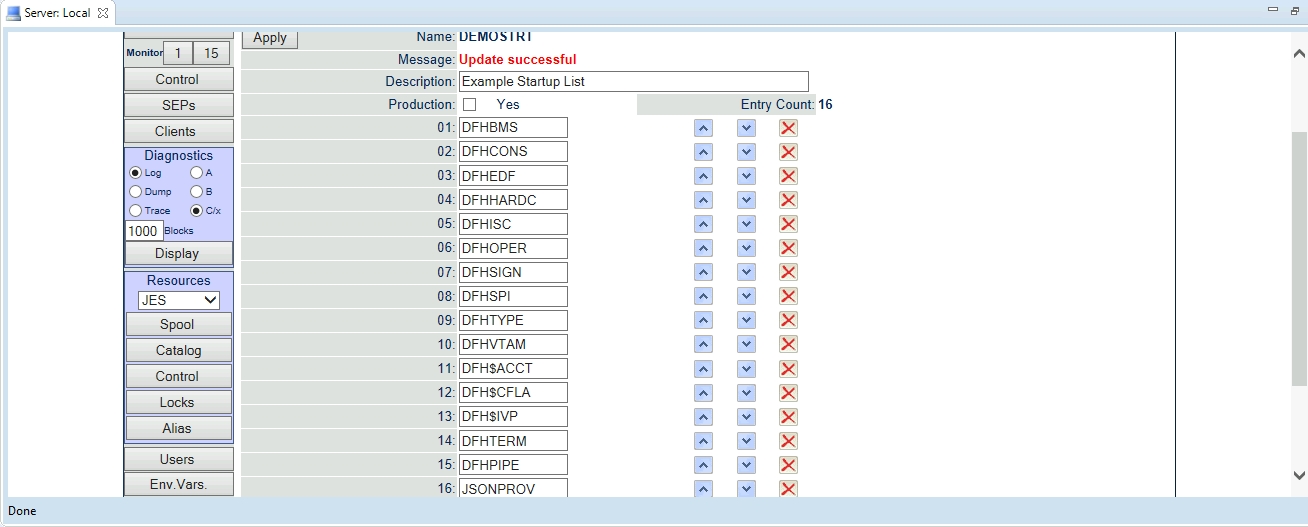 Server: Local
Apply Name: DEMOSTRT
Monitor 1 15 Message: Update successful
Control Description: Example Startup List
SEPs Production: Yes Entry Count: 16
Clients 01: DFHBMS
Diagnostics 02: DFHCONS
Log A 03: DFHEDF
Dump B 04: DFHHARDC
Trace C/x 05: DFHISC
1000 Blocks
Display 06: DFHOPER
Resources 07: DFHSIGN
JES 08: DFHSPI
Spool 09: DFHTYPE
Catalog 10: DFHVTAM
Control 11: DFH$ACCT
Locks 12: DFH$CFLA
Alias 13: DFH$IVP
14: DFHTERM
Users 15: DFHPIPE
Env.Vars. 16: JSONPROV
Done